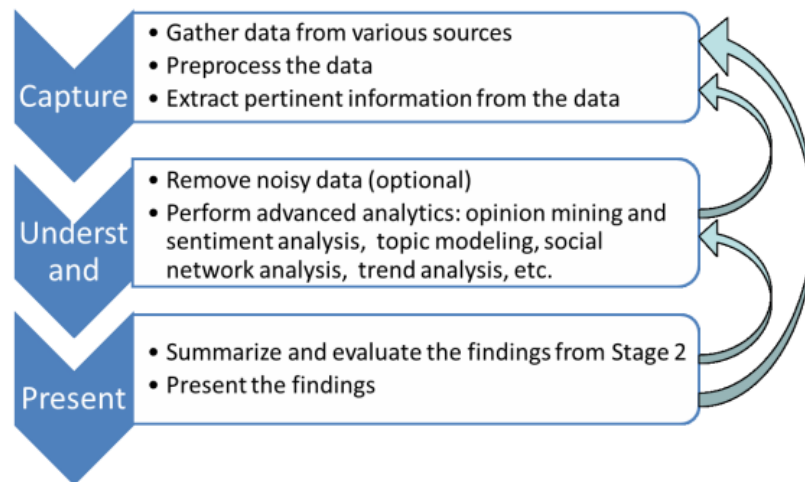 Capture
• Gather data from various sources
• Preprocess the data
• Extract pertinent information from the data
Underst
and
• Remove noisy data (optional)
• Perform advanced analytics: opinion mining and
sentiment analysis, topic modeling, social
network analysis, trend analysis, etc.
Present
• Summarize and evaluate the findings from Stage 2
• Present the findings